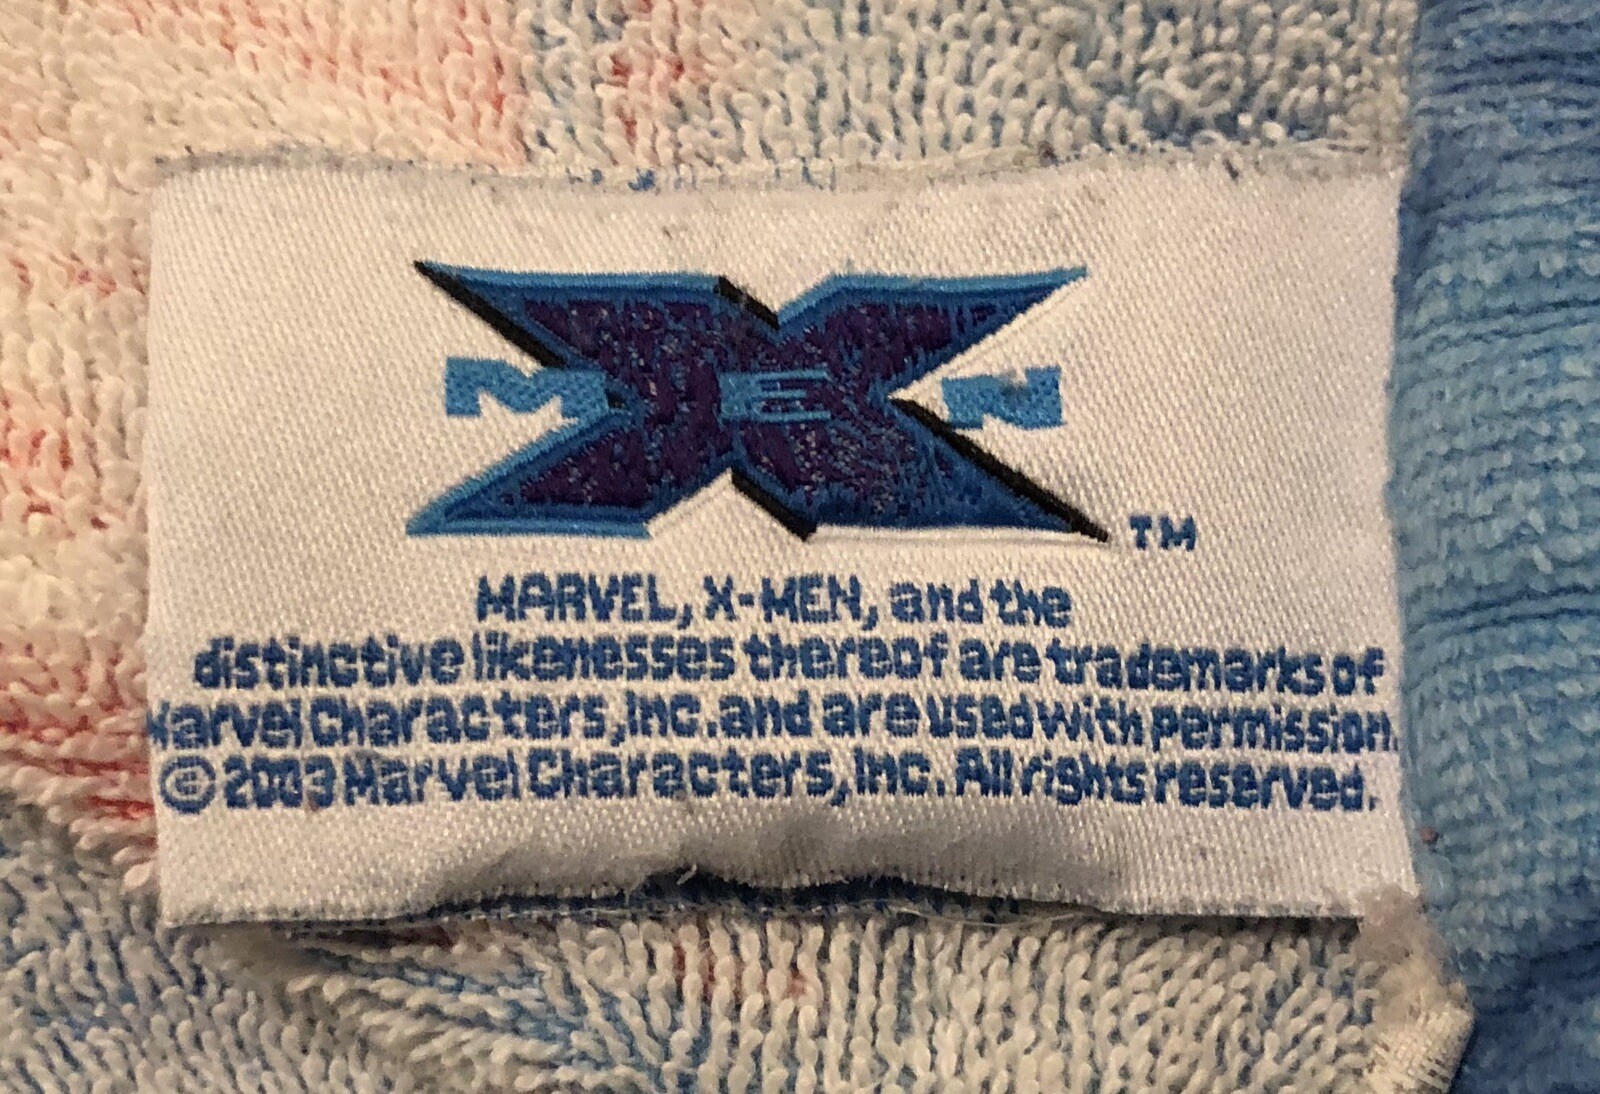 X
MEN
TM
MARVEL, X-MEN, and the
distinctive likenesses thereof are trademarks of
Marvel Characters, Inc. and are used with permission.
© 2003 Marvel Characters, Inc. All rights reserved.